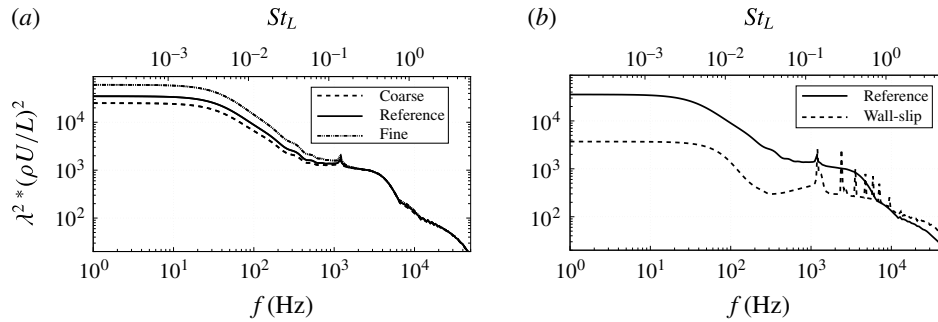 (a)
St_L
10^{-3} 10^{-2} 10^{-1} 10^0
Coarse
Reference
Fine
λ^{2*}(ρU/L)^2
10^4
10^3
10^2
10^0 10^1 10^2 10^3 10^4
f (Hz)
(b)
St_L
10^{-3} 10^{-2} 10^{-1} 10^0
Reference
Wall-slip
10^4
10^3
10^2
10^0 10^1 10^2 10^3 10^4
f (Hz)